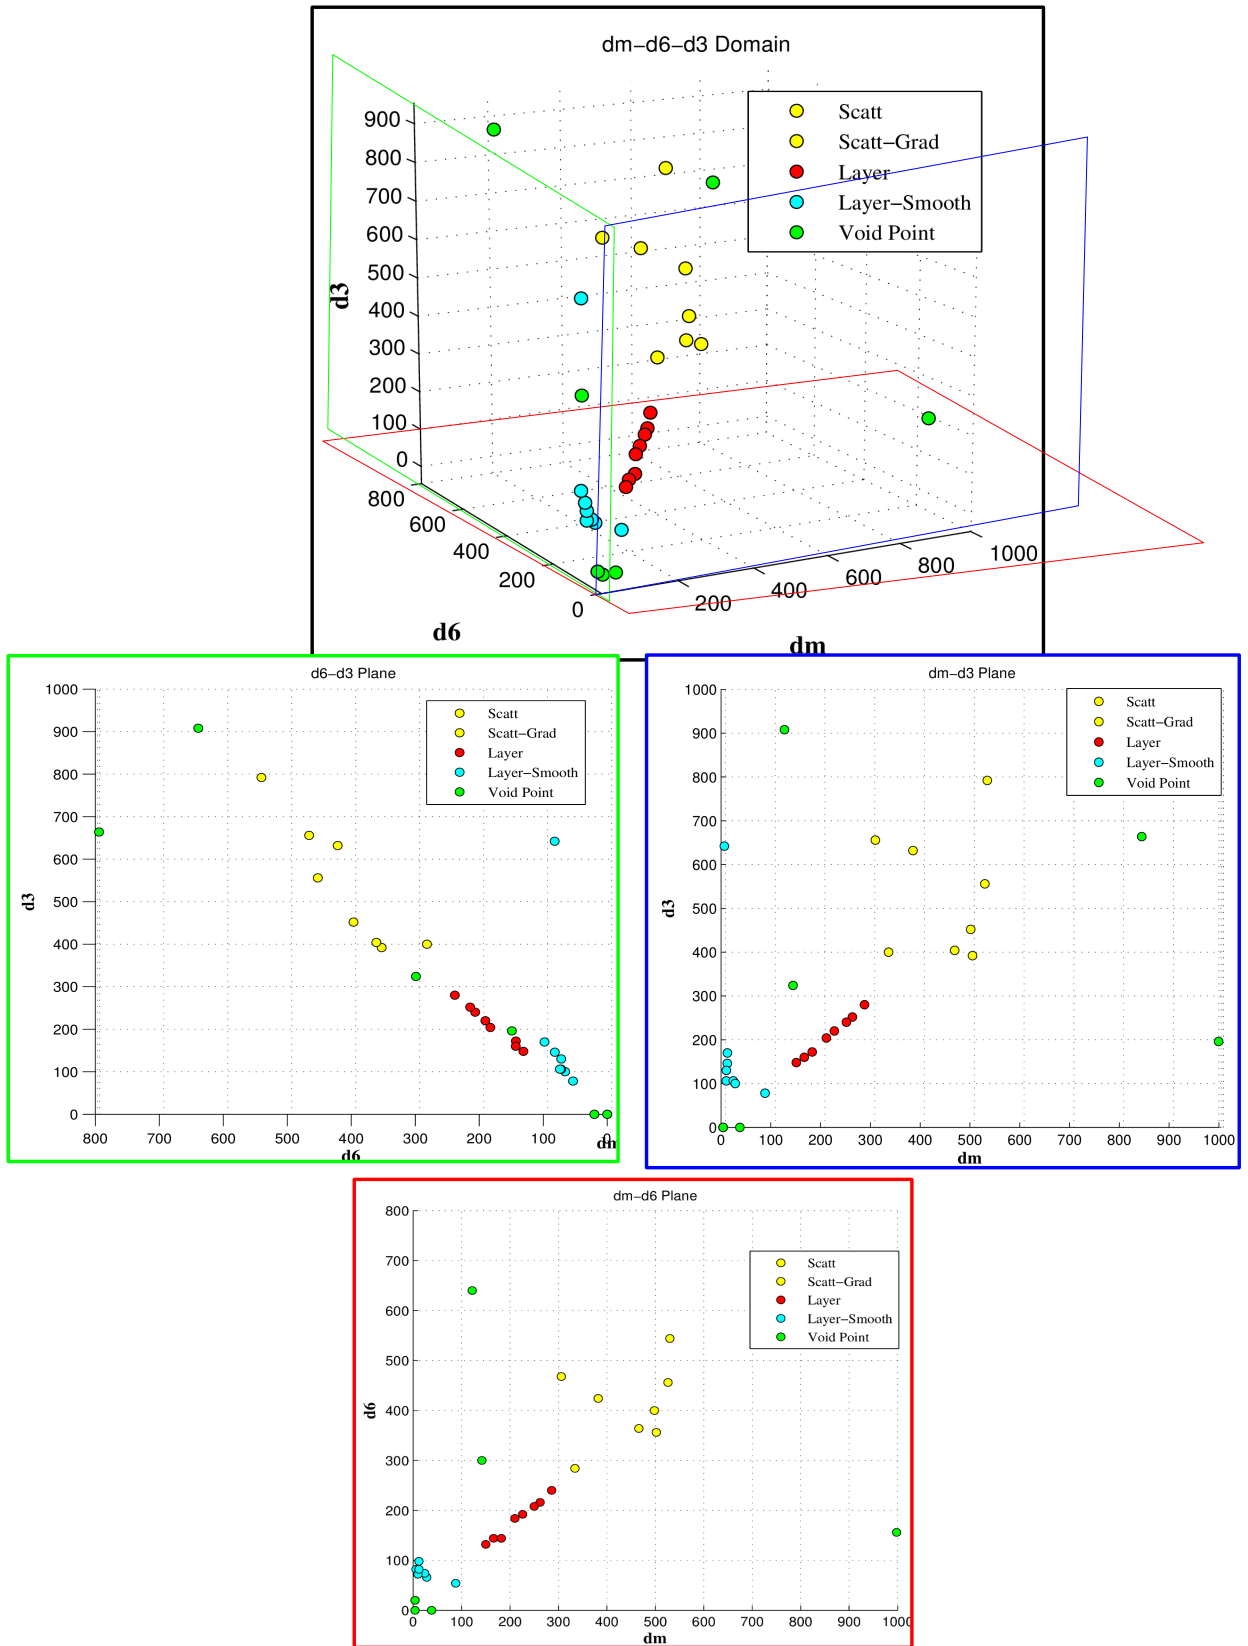 dm−d6−d3 Domain
Scatt
Scatt−Grad
Layer
Layer−Smooth
Void Point
900
800
700
600
500
400
300
200
100
0
d3
800
600
400
200
0
d6
200
400
600
800
1000
dm
d6−d3 Plane
1000
900
800
700
600
500
400
300
200
100
0
d3
Scatt
Scatt−Grad
Layer
Layer−Smooth
Void Point
800 700 600 500 400 300 200 100 0
dm
d6
dm−d3 Plane
1000
900
800
700
600
500
400
300
200
100
0
d3
Scatt
Scatt−Grad
Layer
Layer−Smooth
Void Point
0 100 200 300 400 500 600 700 800 900 1000
dm
dm−d6 Plane
800
700
600
500
400
300
200
100
0
d6
Scatt
Scatt−Grad
Layer
Layer−Smooth
Void Point
0 100 200 300 400 500 600 700 800 900 1000
dm